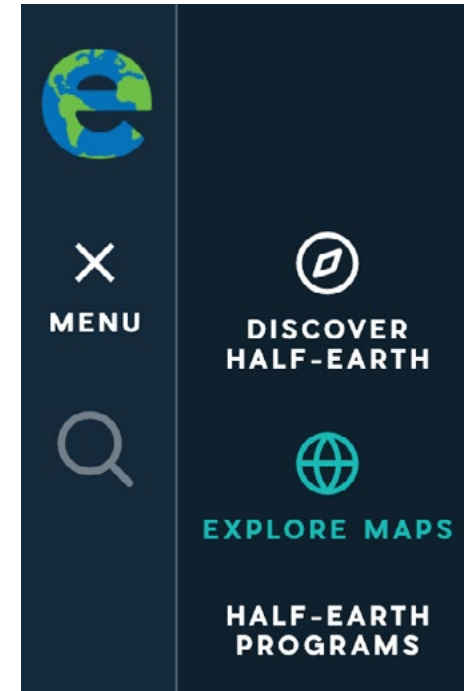 e
MENU
DISCOVER
HALF-EARTH
EXPLORE MAPS
HALF-EARTH
PROGRAMS